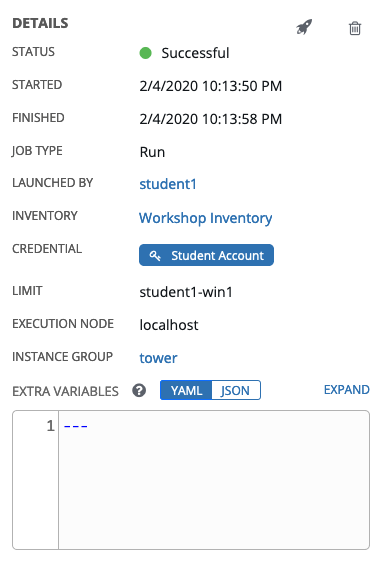 DETAILS
STATUS Successful
STARTED 2/4/2020 10:13:50 PM
FINISHED 2/4/2020 10:13:58 PM
JOB TYPE Run
LAUNCHED BY student1
INVENTORY Workshop Inventory
CREDENTIAL Student Account
LIMIT student1-win1
EXECUTION NODE localhost
INSTANCE GROUP tower
EXTRA VARIABLES ? YAML JSON EXPAND
1 ---